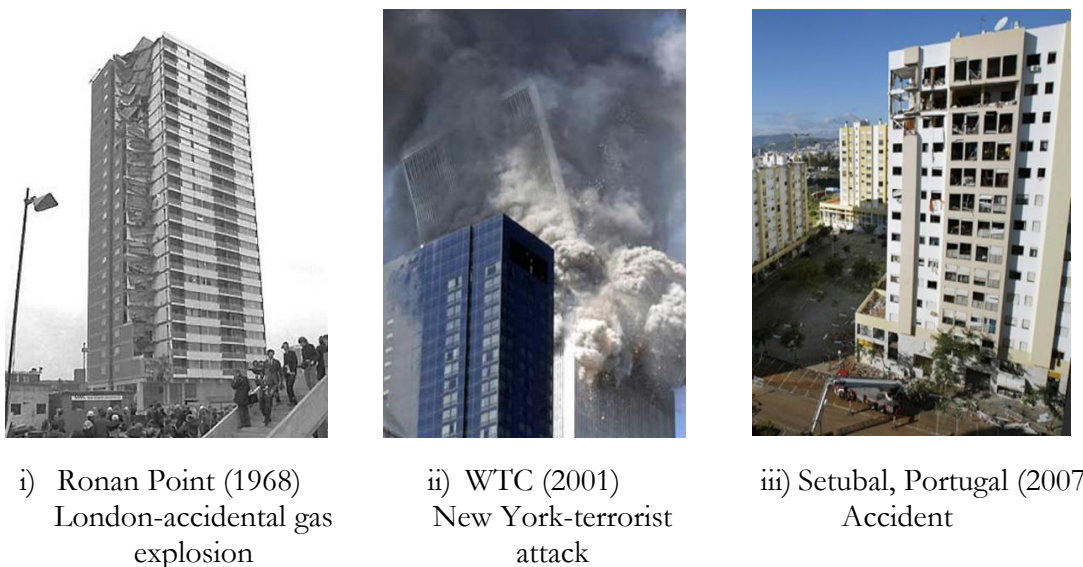 i) Ronan Point (1968)
London-accidental gas
explosion
ii) WTC (2001)
New York-terrorist
attack
iii) Setubal, Portugal (2007
Accident